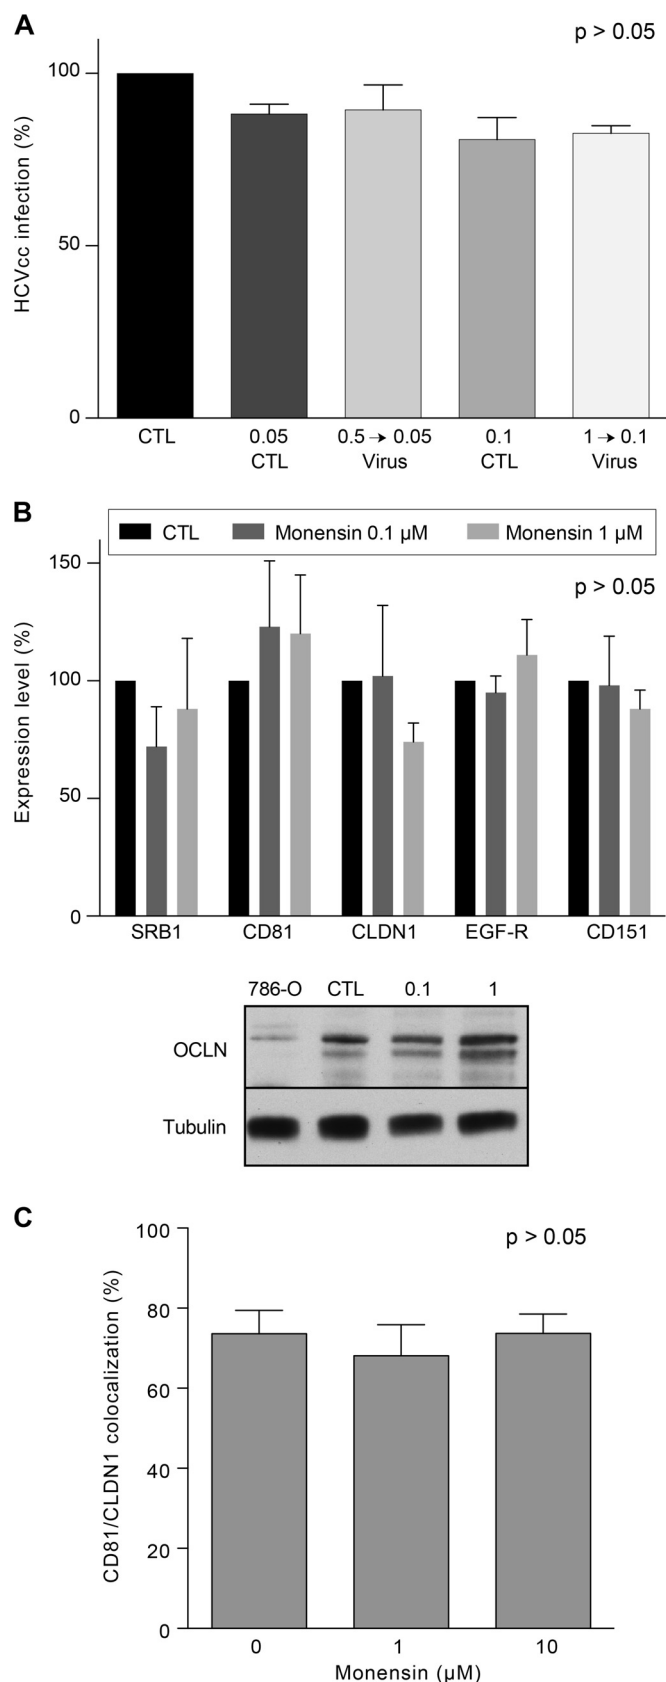 A
p > 0.05
HCVcc infection (%)
100
50
0
CTL 0.05 0.5 → 0.05 0.1 1 → 0.1
CTL Virus CTL Virus
B
CTL Monensin 0.1 µM Monensin 1 µM
p > 0.05
Expression level (%)
150
100
50
0
SRB1 CD81 CLDN1 EGF-R CD151
786-O CTL 0.1 1
OCLN
Tubulin
C
p > 0.05
CD81/CLDN1 colocalization (%)
100
80
60
40
20
0
0 1 10
Monensin (µM)